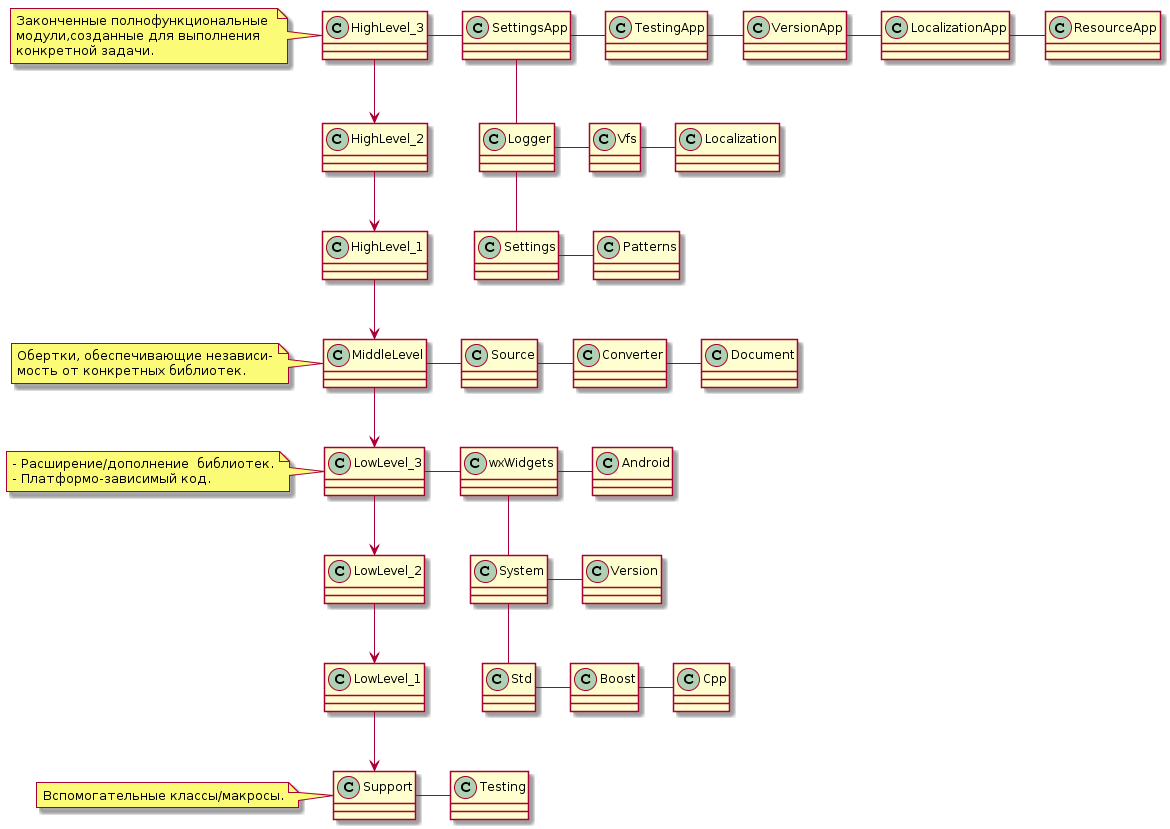 Законченные полнофункциональные
модули,созданные для выполнения
конкретной задачи.
C HighLevel_3
C SettingsApp
C TestingApp
C VersionApp
C LocalizationApp
C ResourceApp
C HighLevel_2
C Logger
C Vfs
C Localization
C HighLevel_1
C Settings
C Patterns
Обертки, обеспечивающие независи-
мость от конкретных библиотек.
C MiddleLevel
C Source
C Converter
C Document
- Расширение/дополнение  библиотек.
- Платформо-зависимый код.
C LowLevel_3
C wxWidgets
C Android
C LowLevel_2
C System
C Version
C LowLevel_1
C Std
C Boost
C Cpp
Вспомогательные классы/макросы.
C Support
C Testing